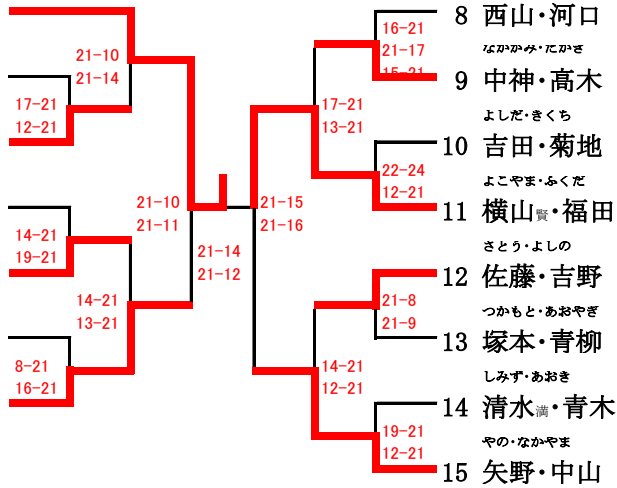 8 西山・河口
16-21
21-17
15-21
なかがみ・たかぎ
9 中神・高木
21-10
21-14
17-21
12-21
17-21
13-21
よしだ・きくち
10 吉田・菊地
22-24
12-21
よこやま・ふくだ
11 横山賢・福田
21-10
21-11
21-15
21-16
14-21
19-21
21-14
21-12
さとう・よしの
12 佐藤・吉野
21-8
21-9
14-21
13-21
つかもと・あおやぎ
13 塚本・青柳
8-21
16-21
14-21
12-21
しみず・あおき
14 清水満・青木
19-21
12-21
やの・なかやま
15 矢野・中山